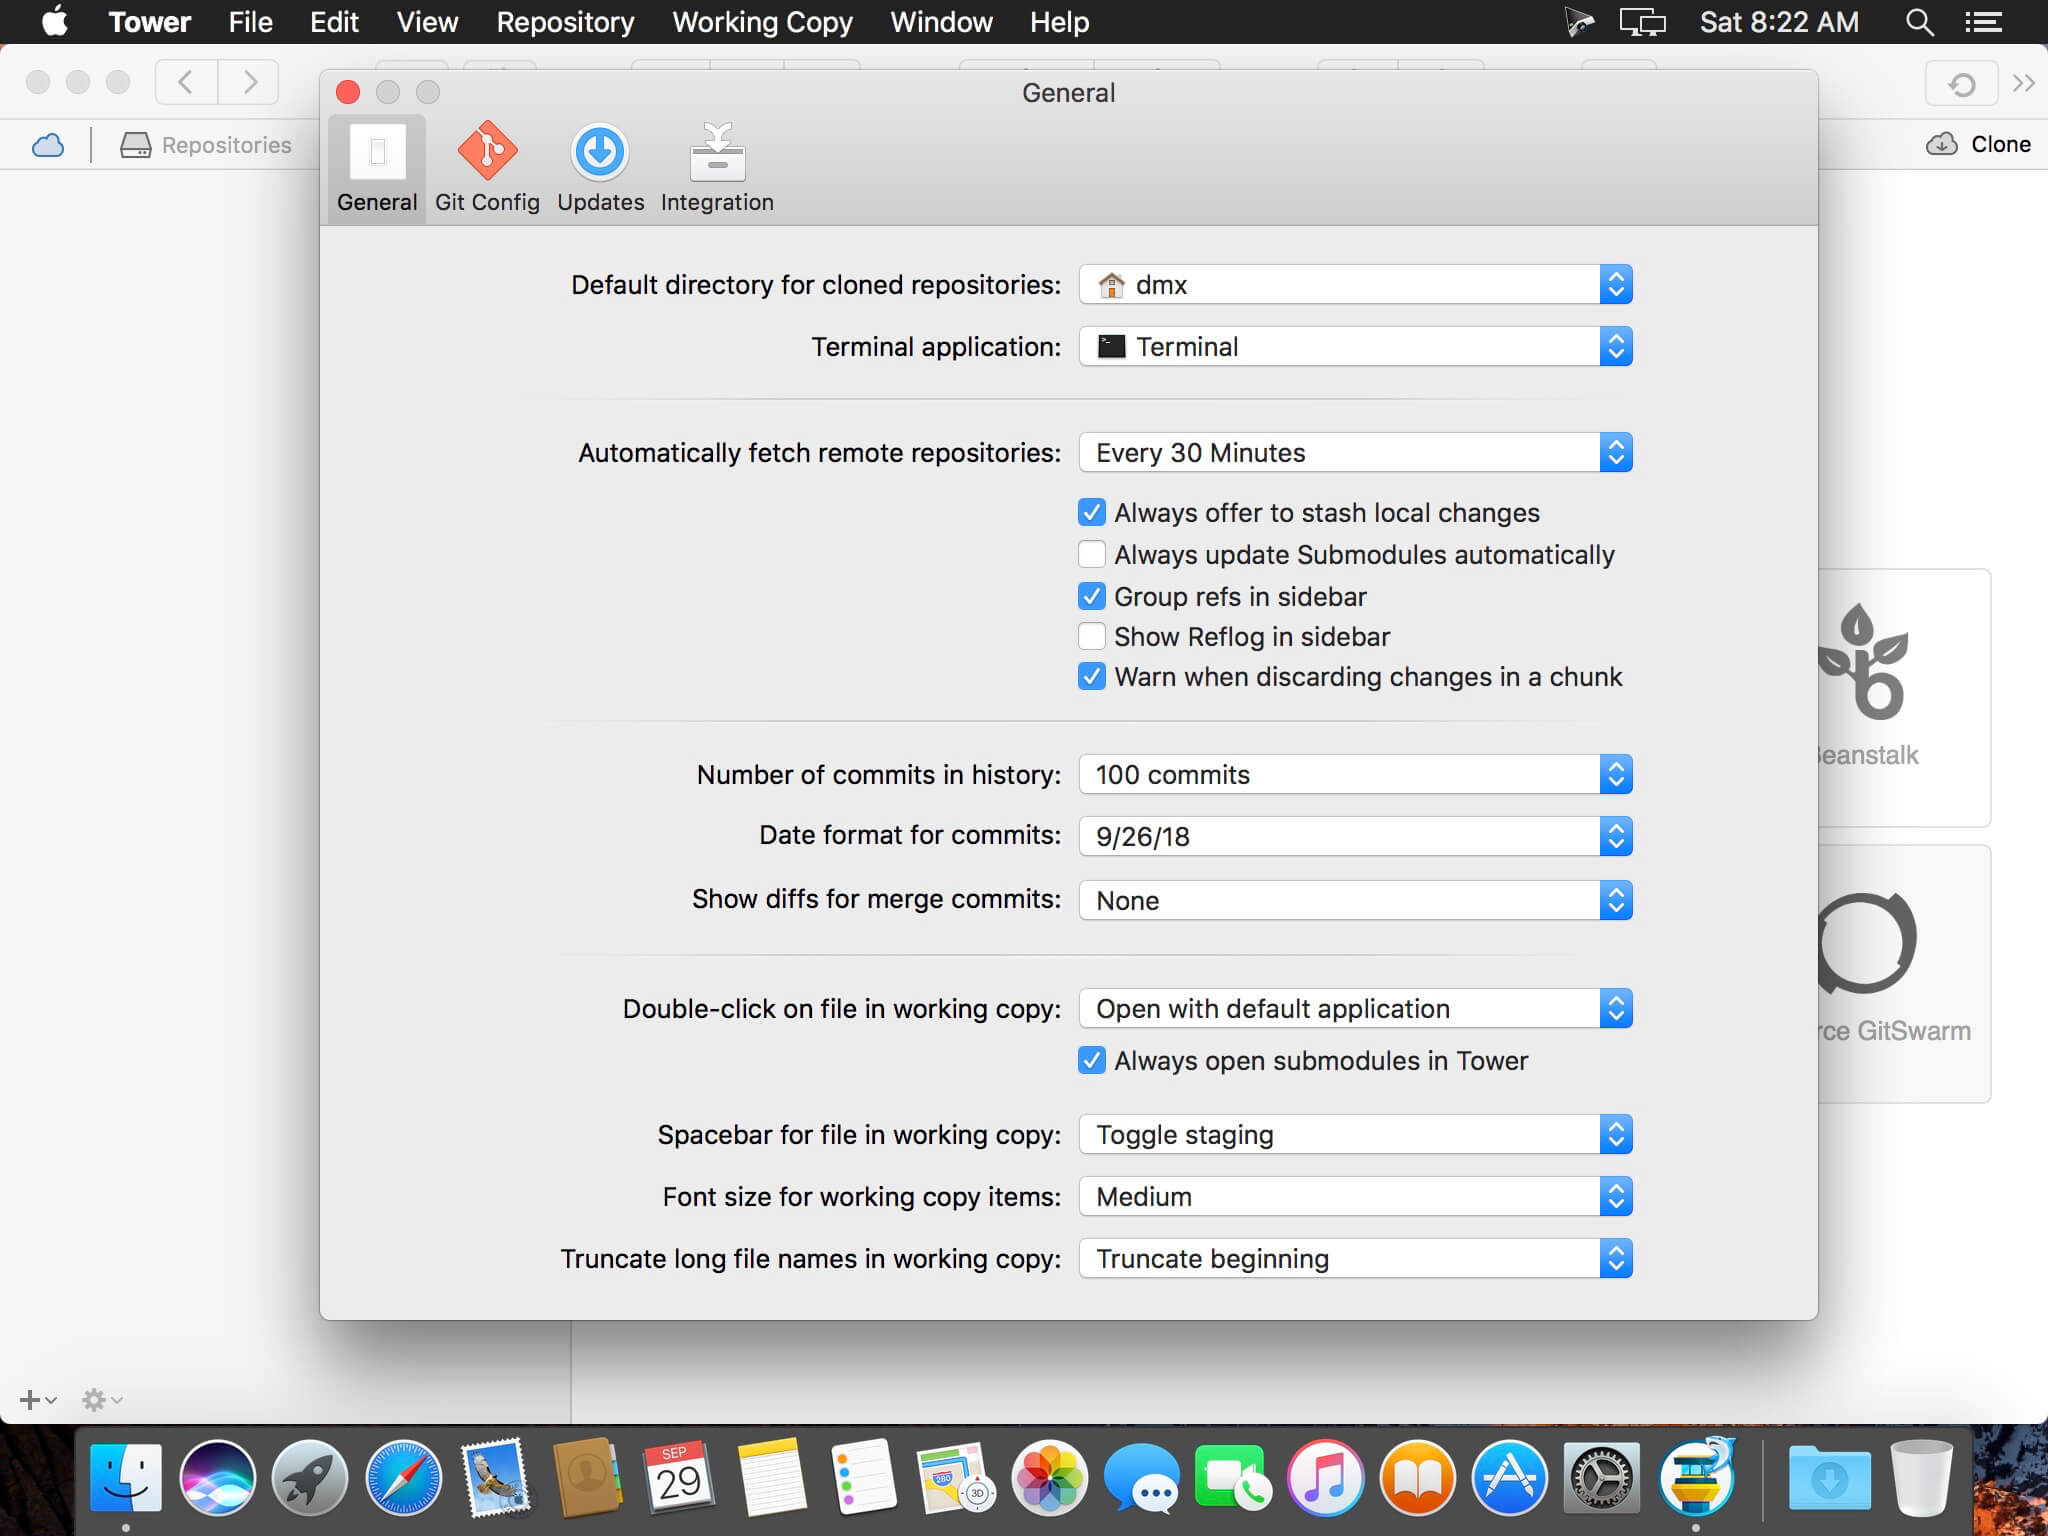 Tower File Edit View Repository Working Copy Window Help Sat 8:22 AM
General
Repositories
Clone
General Git Config Updates Integration
Default directory for cloned repositories: dmx
Terminal application: Terminal
Automatically fetch remote repositories: Every 30 Minutes
Always offer to stash local changes
Always update Submodules automatically
Group refs in sidebar
Show Reflog in sidebar
Warn when discarding changes in a chunk
eanstalk
Number of commits in history: 100 commits
Date format for commits: 9/26/18
Show diffs for merge commits: None
Double-click on file in working copy: Open with default application
rce GitSwarm
Always open submodules in Tower
Spacebar for file in working copy: Toggle staging
Font size for working copy items: Medium
Truncate long file names in working copy: Truncate beginning
SEP
29
280
3D